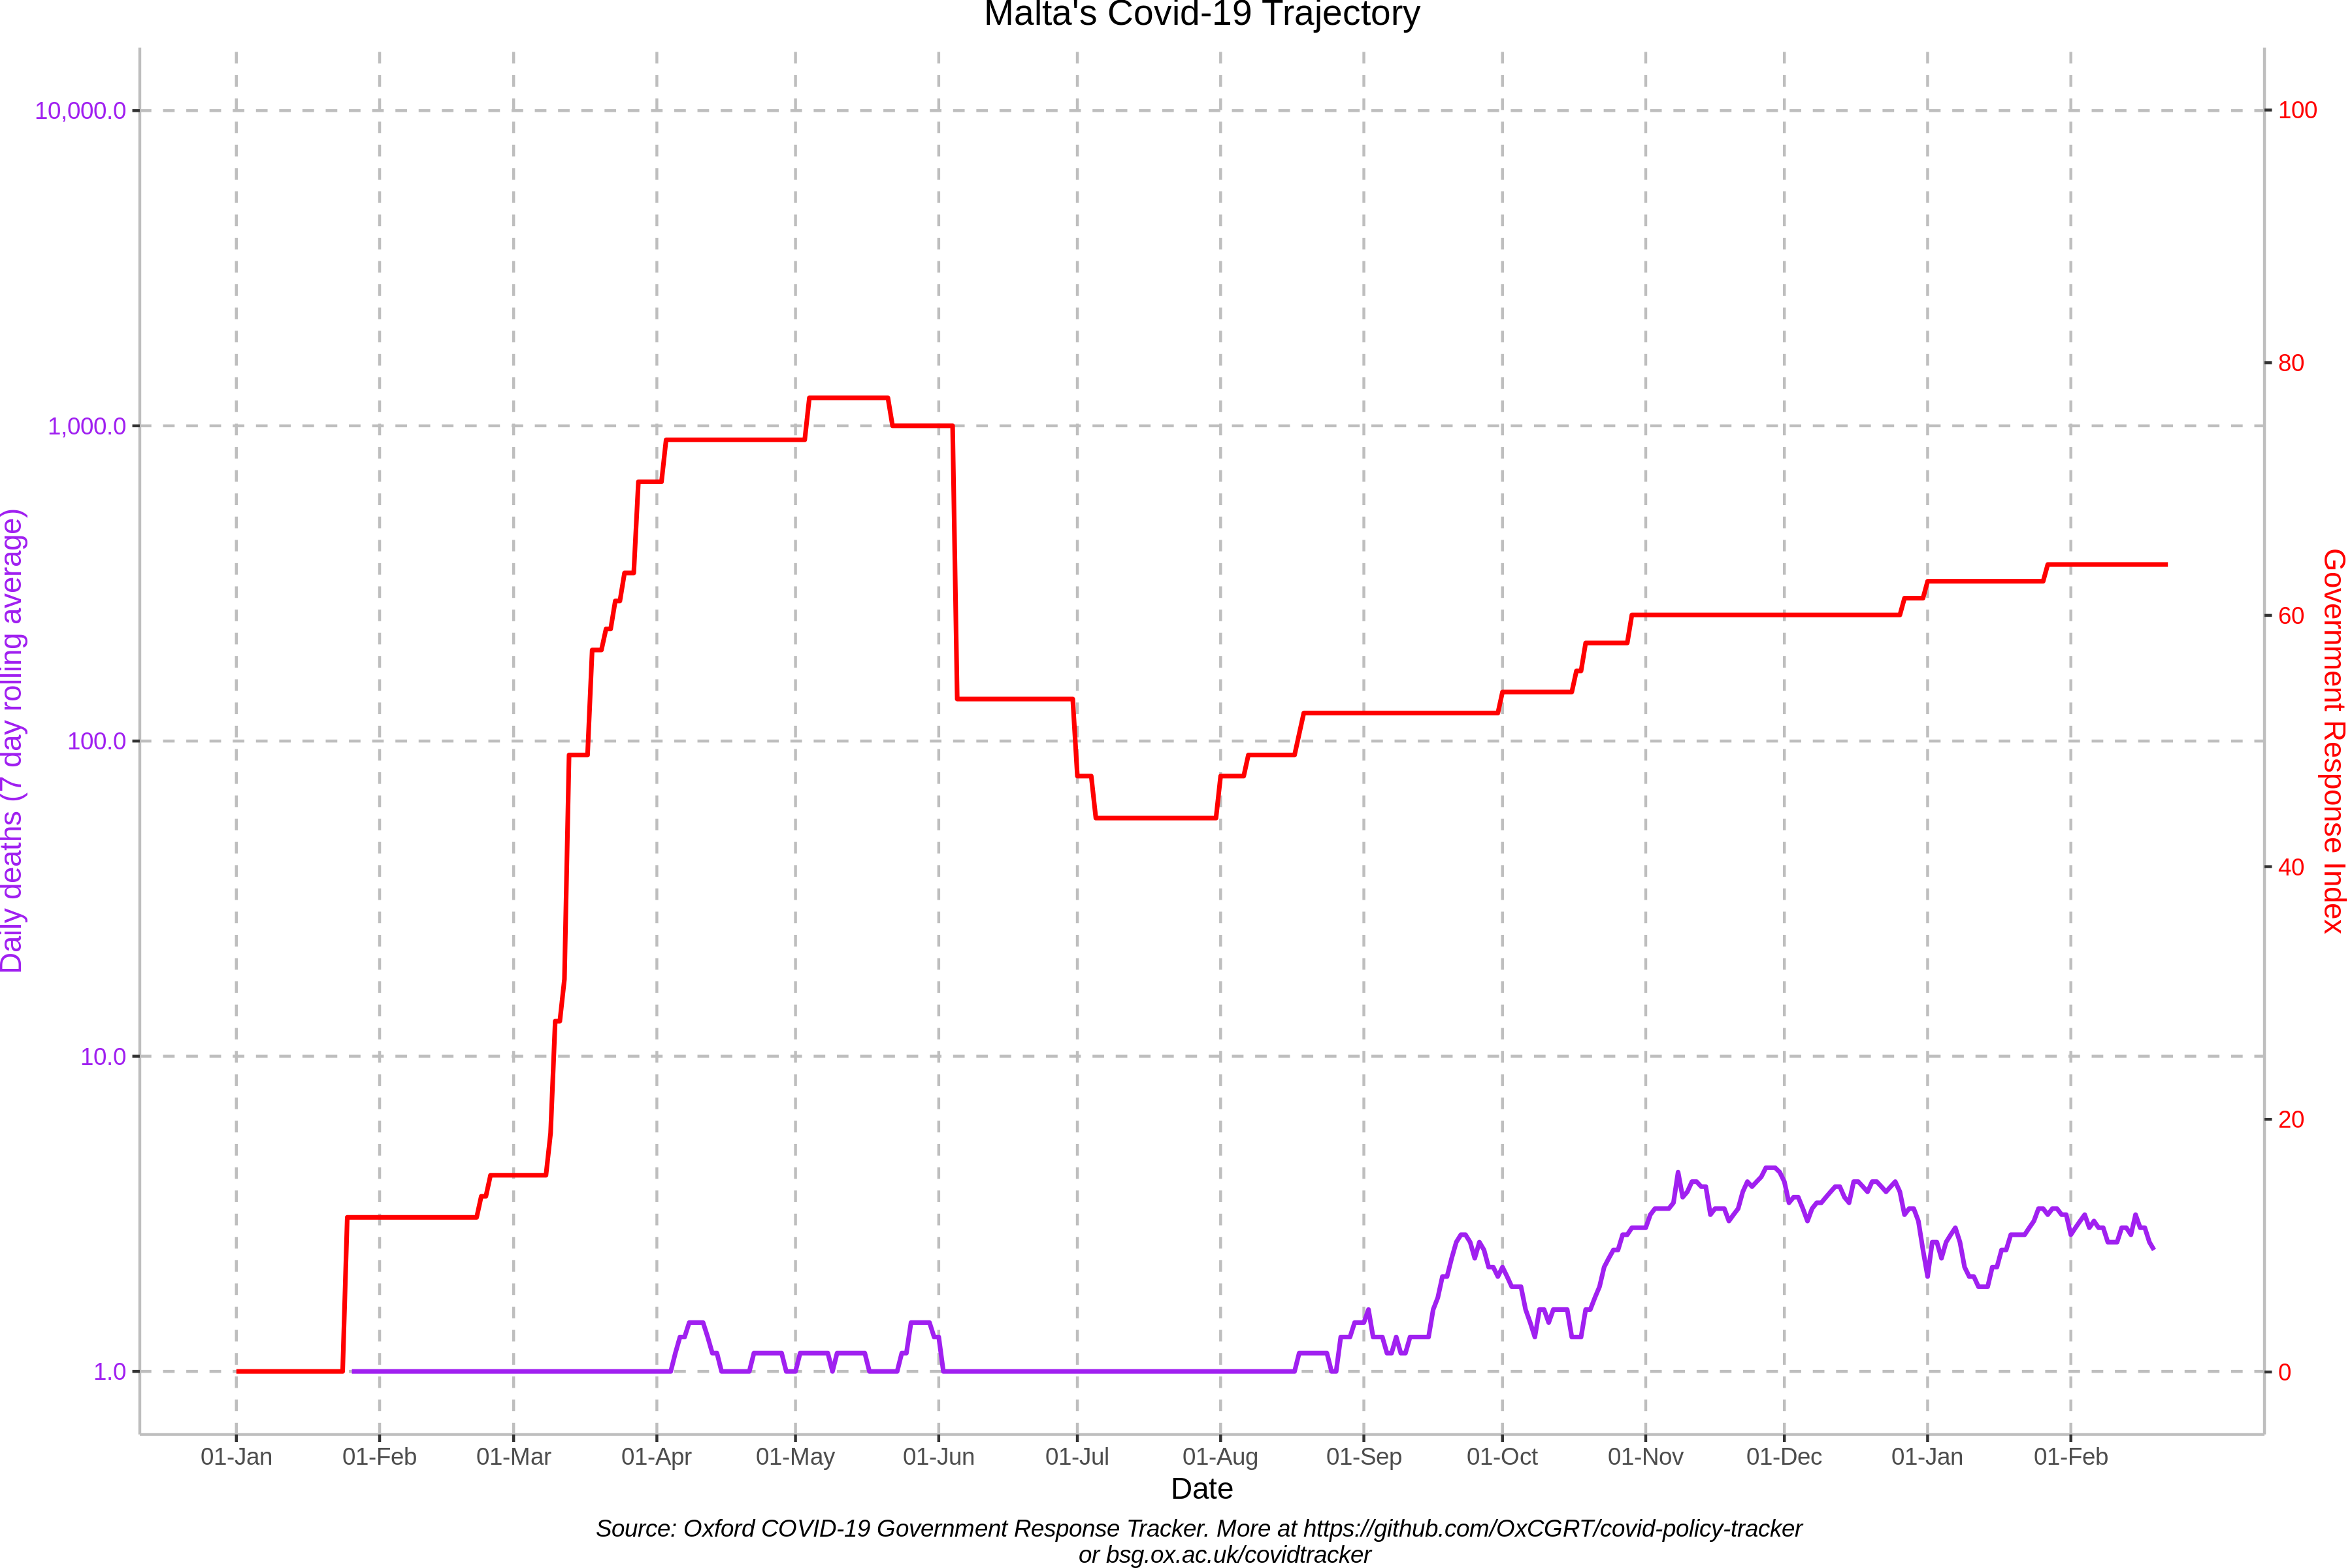 Malta's Covid-19 Trajectory
10,000.0
1,000.0
100.0
10.0
1.0
Daily deaths (7 day rolling average)
100
80
60
40
20
0
Government Response Index
01-Jan 01-Feb 01-Mar 01-Apr 01-May 01-Jun 01-Jul 01-Aug 01-Sep 01-Oct 01-Nov 01-Dec 01-Jan 01-Feb
Date
Source: Oxford COVID-19 Government Response Tracker. More at https://github.com/OxCGRT/covid-policy-tracker
or bsg.ox.ac.uk/covidtracker